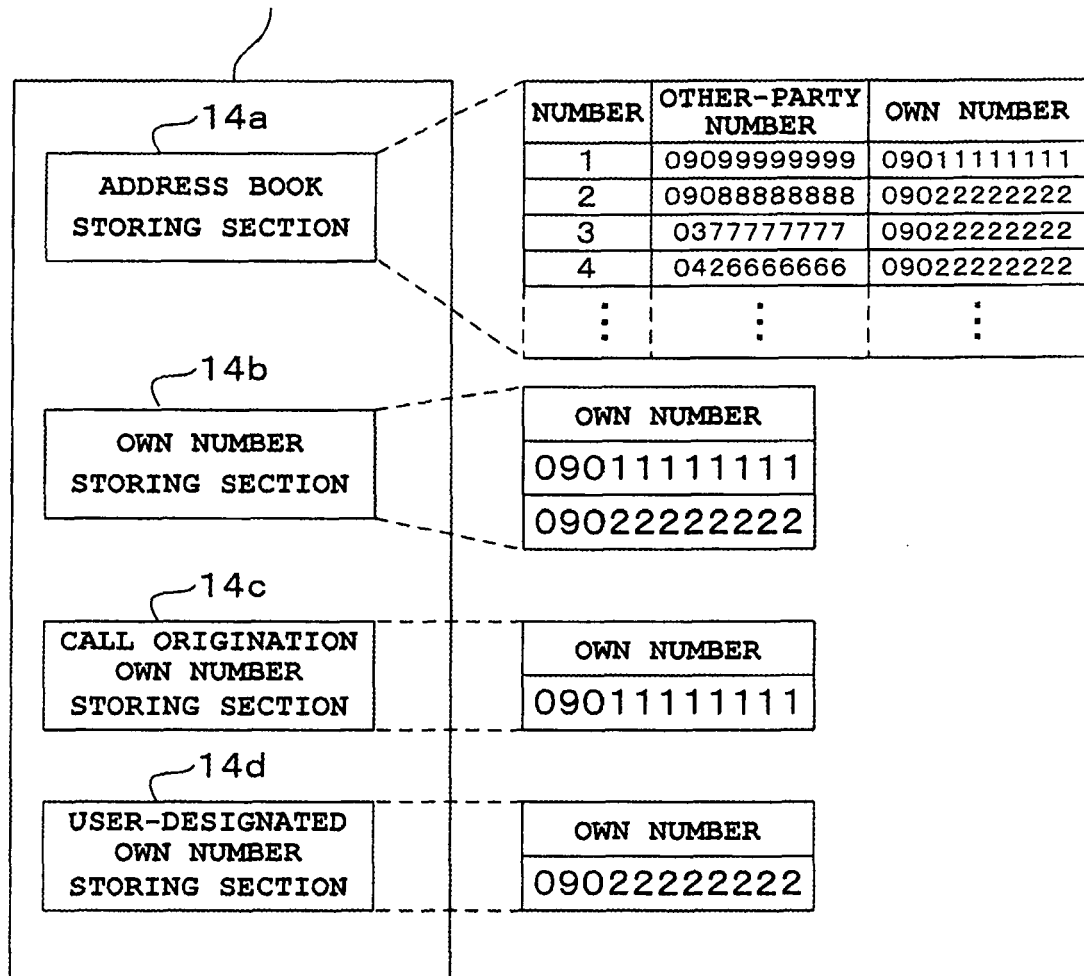 14a
ADDRESS BOOK
STORING SECTION
NUMBER OTHER-PARTY NUMBER OWN NUMBER
1 09099999999 09011111111
2 09088888888 09022222222
3 0377777777 09022222222
4 0426666666 09022222222
14b
OWN NUMBER
STORING SECTION
OWN NUMBER
09011111111
09022222222
14c
CALL ORIGINATION
OWN NUMBER
STORING SECTION
OWN NUMBER
09011111111
14d
USER-DESIGNATED
OWN NUMBER
STORING SECTION
OWN NUMBER
09022222222